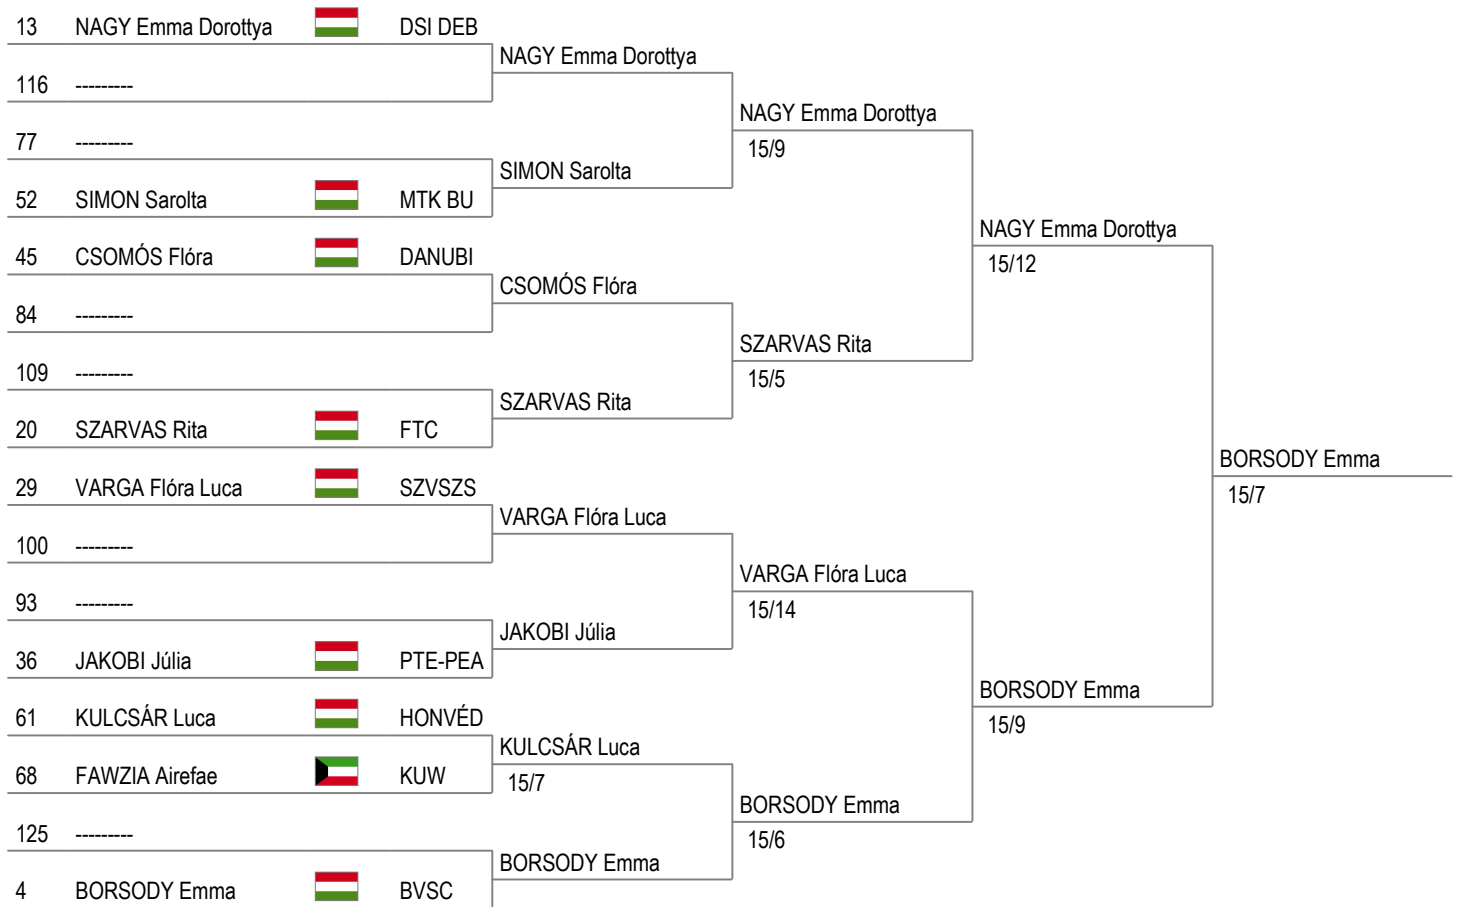 13 NAGY Emma Dorottya DSI DEB
NAGY Emma Dorottya
116 ---------
NAGY Emma Dorottya
77 ---------
15/9
SIMON Sarolta
52 SIMON Sarolta MTK BU
NAGY Emma Dorottya
45 CSOMÓS Flóra DANUBI
15/12
CSOMÓS Flóra
84 ---------
SZARVAS Rita
109 ---------
15/5
SZARVAS Rita
20 SZARVAS Rita FTC
BORSODY Emma
29 VARGA Flóra Luca SZVSZS
15/7
VARGA Flóra Luca
100 ---------
VARGA Flóra Luca
93 ---------
15/14
JAKOBI Júlia
36 JAKOBI Júlia PTE-PEA
BORSODY Emma
61 KULCSÁR Luca HONVÉD
15/9
KULCSÁR Luca
68 FAWZIA Airefae KUW
15/7
BORSODY Emma
125 ---------
15/6
BORSODY Emma
4 BORSODY Emma BVSC